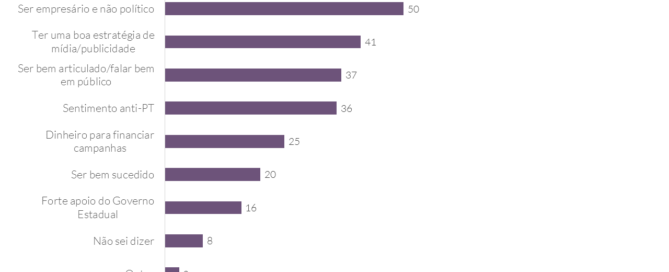 Ser empresário e não político 50
Ter uma boa estratégia de
mídia/publicidade 41
Ser bem articulado/falar bem
em público 37
Sentimento anti-PT 36
Dinheiro para financiar
campanhas 25
Ser bem sucedido 20
Forte apoio do Governo
Estadual 16
Não sei dizer 8